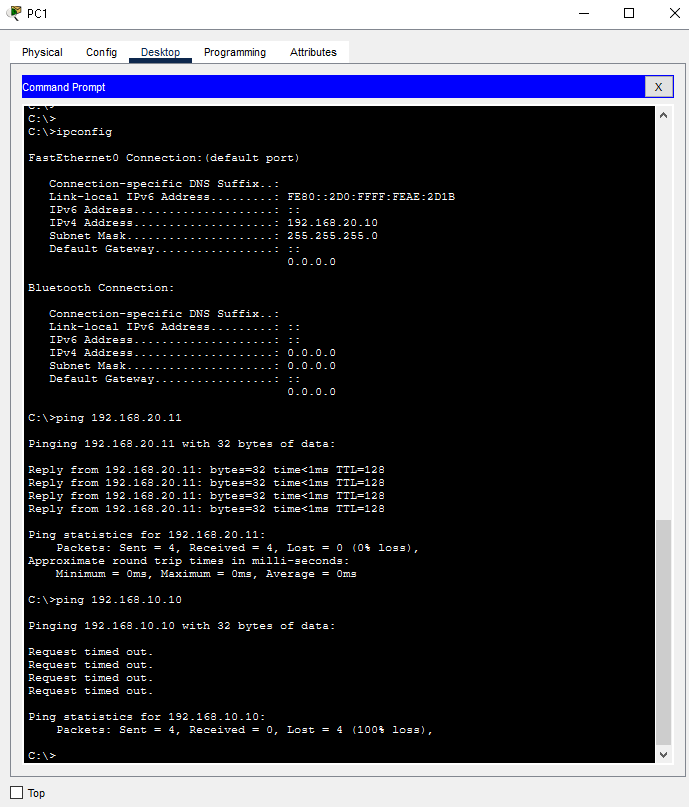 PC1
Physical Config Desktop Programming Attributes
Command Prompt
X
C:\>
C:\>
C:\>ipconfig
FastEthernet0 Connection:(default port)
Connection-specific DNS Suffix..:
Link-local IPv6 Address.........: FE80::2D0:FFFF:FEAE:2D1B
IPv6 Address....................: ::
IPv4 Address....................: 192.168.20.10
Subnet Mask.....................: 255.255.255.0
Default Gateway.................: ::
0.0.0.0
Bluetooth Connection:
Connection-specific DNS Suffix..:
Link-local IPv6 Address.........: ::
IPv6 Address....................: ::
IPv4 Address....................: 0.0.0.0
Subnet Mask.....................: 0.0.0.0
Default Gateway.................: ::
0.0.0.0
C:\>ping 192.168.20.11
Pinging 192.168.20.11 with 32 bytes of data:
Reply from 192.168.20.11: bytes=32 time<1ms TTL=128
Reply from 192.168.20.11: bytes=32 time<1ms TTL=128
Reply from 192.168.20.11: bytes=32 time<1ms TTL=128
Reply from 192.168.20.11: bytes=32 time<1ms TTL=128
Ping statistics for 192.168.20.11:
Packets: Sent = 4, Received = 4, Lost = 0 (0% loss),
Approximate round trip times in milli-seconds:
Minimum = 0ms, Maximum = 0ms, Average = 0ms
C:\>ping 192.168.10.10
Pinging 192.168.10.10 with 32 bytes of data:
Request timed out.
Request timed out.
Request timed out.
Request timed out.
Ping statistics for 192.168.10.10:
Packets: Sent = 4, Received = 0, Lost = 4 (100% loss),
C:\>
Top